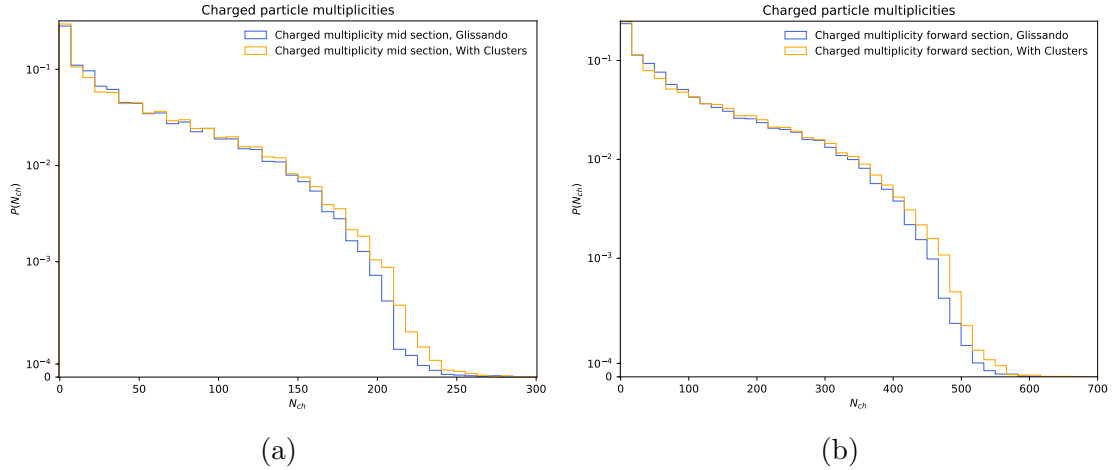 Charged particle multiplicities
Charged multiplicity mid section, Glissando
Charged multiplicity mid section, With Clusters
P(N_ch)
10^-1
10^-2
10^-3
10^-4
0
0 50 100 150 200 250 300
N_ch
(a)
Charged particle multiplicities
Charged multiplicity forward section, Glissando
Charged multiplicity forward section, With Clusters
P(N_ch)
10^-1
10^-2
10^-3
10^-4
0
0 100 200 300 400 500 600 700
N_ch
(b)